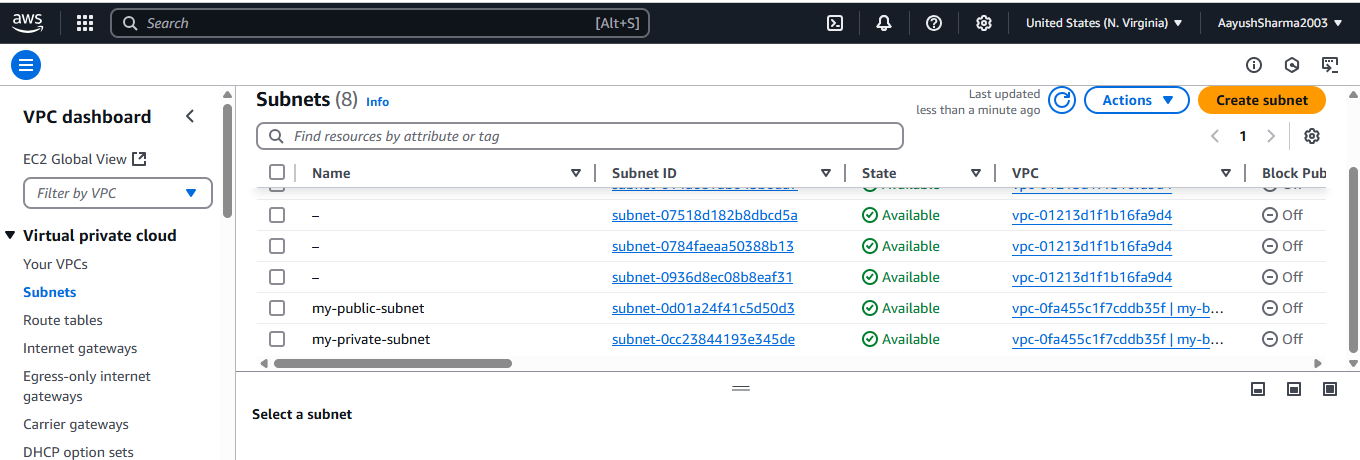 aws Search [Alt+S] United States (N. Virginia) AayushSharma2003
VPC dashboard
EC2 Global View
Filter by VPC
Virtual private cloud
Your VPCs
Subnets
Route tables
Internet gateways
Egress-only internet
gateways
Carrier gateways
DHCP option sets
Subnets (8) Info
Last updated
less than a minute ago
Actions
Create subnet
Find resources by attribute or tag
1
Name Subnet ID State VPC Block Pub
Available Off
– subnet-07518d182b8dbcd5a Available vpc-01213d1f1b16fa9d4 Off
– subnet-0784faeaa50388b13 Available vpc-01213d1f1b16fa9d4 Off
– subnet-0936d8ec08b8eaf31 Available vpc-01213d1f1b16fa9d4 Off
my-public-subnet subnet-0d01a24f41c5d50d3 Available vpc-0fa455c1f7cddb35f | my-b... Off
my-private-subnet subnet-0cc23844193e345de Available vpc-0fa455c1f7cddb35f | my-b... Off
Select a subnet